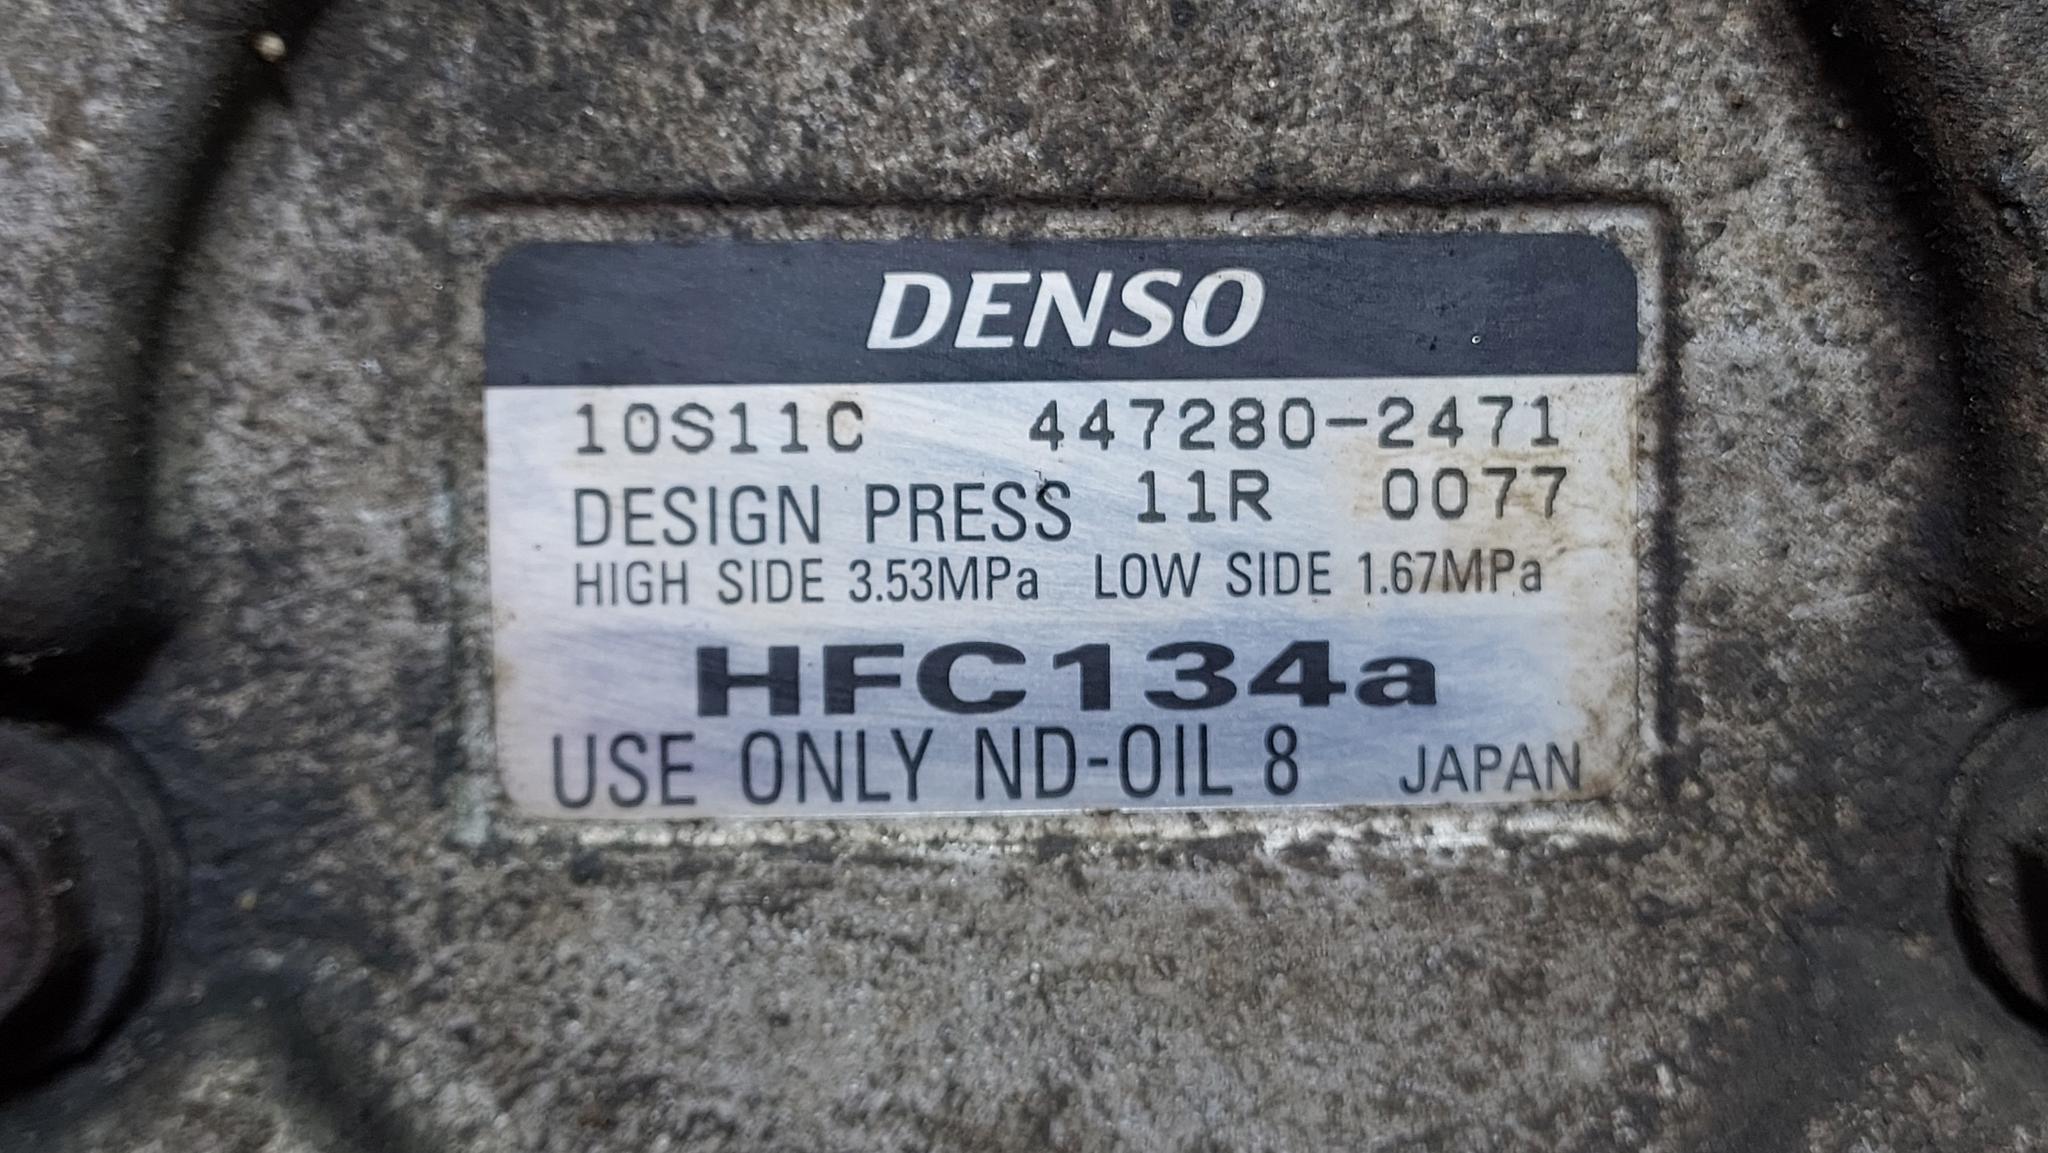 DENSO
10S11C 447280-2471
DESIGN PRESS 11R 0077
HIGH SIDE 3.53MPa LOW SIDE 1.67MPa
HFC134a
USE ONLY ND-OIL 8 JAPAN